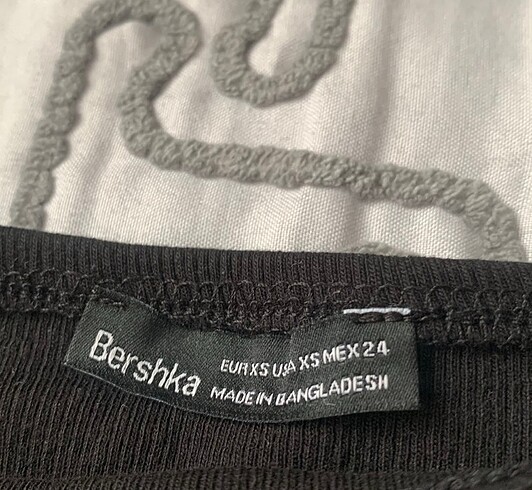 Bershka
EUR XS USA XS MEX 24
MADE IN BANGLADESH